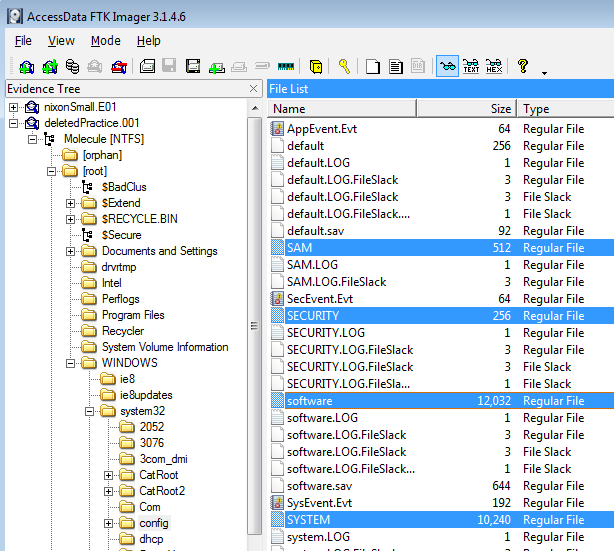 AccessData FTK Imager 3.1.4.6
File View Mode Help
TEXT HEX
Evidence Tree
nixonSmall.E01
deletedPractice.001
Molecule [NTFS]
[orphan]
[root]
$BadClus
$Extend
$RECYCLE.BIN
$Secure
Documents and Settings
drvrtmp
Intel
Perflogs
Program Files
Recycler
System Volume Information
WINDOWS
ie8
ie8updates
system32
2052
3076
3com_dmi
CatRoot
CatRoot2
Com
config
dhcp
File List
Name Size Type
AppEvent.Evt 64 Regular File
default 256 Regular File
default.LOG 1 Regular File
default.LOG.FileSlack 3 Regular File
default.LOG.FileSlack 3 File Slack
default.LOG.FileSlack.... 1 File Slack
default.sav 92 Regular File
SAM 512 Regular File
SAM.LOG 1 Regular File
SAM.LOG.FileSlack 3 Regular File
SecEvent.Evt 64 Regular File
SECURITY 256 Regular File
SECURITY.LOG 1 Regular File
SECURITY.LOG.FileSlack 3 Regular File
SECURITY.LOG.FileSlack 3 File Slack
SECURITY.LOG.FileSla... 1 File Slack
software 12,032 Regular File
software.LOG 1 Regular File
software.LOG.FileSlack 3 Regular File
software.LOG.FileSlack 3 File Slack
software.LOG.FileSlack... 1 File Slack
software.sav 644 Regular File
SysEvent.Evt 192 Regular File
SYSTEM 10,240 Regular File
system.LOG 1 Regular File